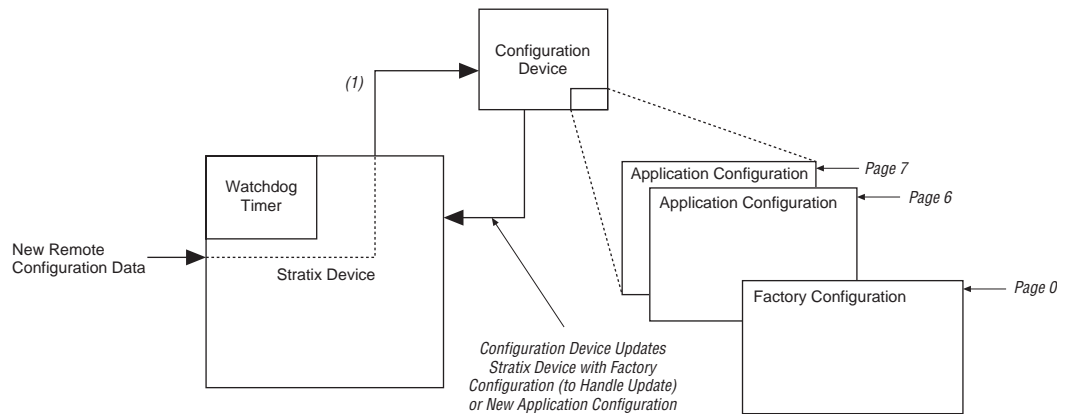 Configuration
Device
(1)
Application Configuration
Page 7
Watchdog
Timer
Application Configuration
Page 6
New Remote
Configuration Data
Stratix Device
Factory Configuration
Page 0
Configuration Device Updates
Stratix Device with Factory
Configuration (to Handle Update)
or New Application Configuration